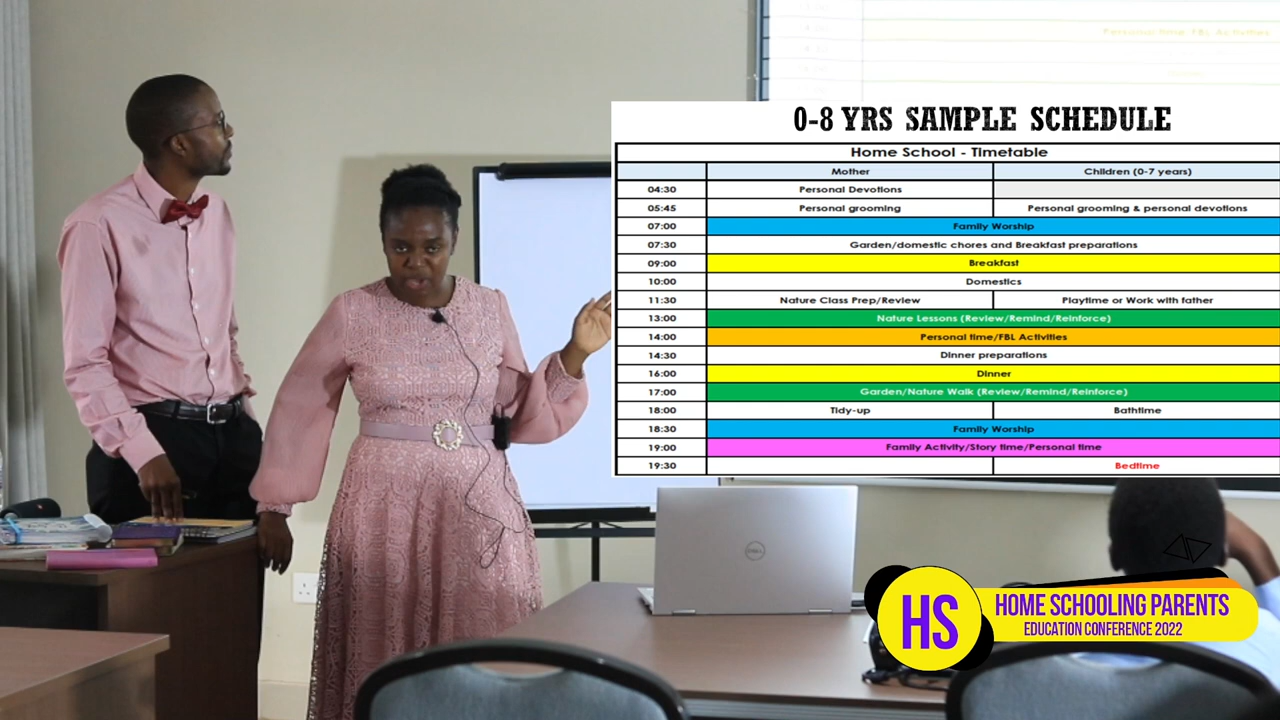 Personal time/FBL Activities
0-8 YRS SAMPLE SCHEDULE
Home School - Timetable
Mother Children (0-7 years)
04:30 Personal Devotions
05:45 Personal grooming Personal grooming & personal devotions
07:00 Family Worship
07:30 Garden/domestic chores and Breakfast preparations
09:00 Breakfast
10:00 Domestics
11:30 Nature Class Prep/Review Playtime or Work with father
13:00 Nature Lessons (Review/Remind/Reinforce)
14:00 Personal time/FBL Activities
14:30 Dinner preparations
16:00 Dinner
17:00 Garden/Nature Walk (Review/Remind/Reinforce)
18:00 Tidy-up Bathtime
18:30 Family Worship
19:00 Family Activity/Story time/Personal time
19:30 Bedtime
DELL
HS
HOME SCHOOLING PARENTS
EDUCATION CONFERENCE 2022